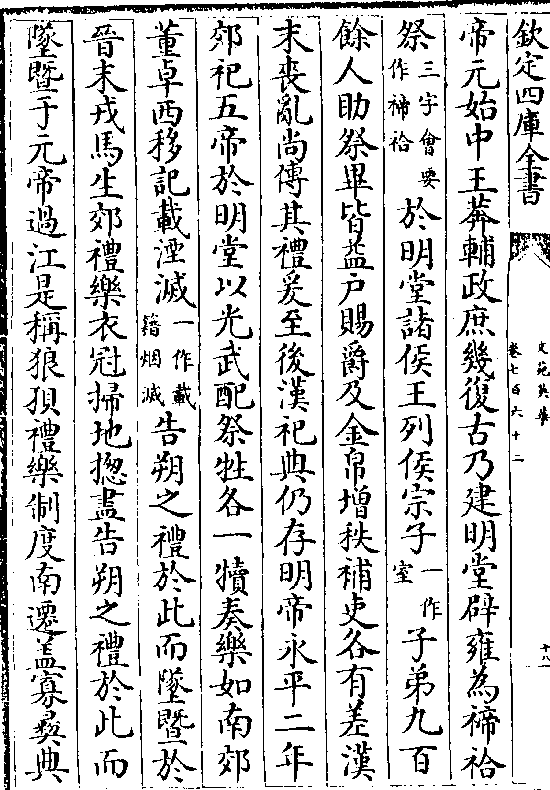 欽定四庫全書
文苑英華
卷七百六十二
十八
帝元始中王莽輔政庶幾復古乃建明堂辟雍為禘祫
祭三字會要作禘祫於明堂諸侯王列侯宗子一作室子弟九百
餘人助祭畢皆益户賜爵及金帛增秩補吏各有差漢
末喪亂尚傳其禮爰至後漢祀典仍存明帝永平二年
郊祀五帝於明堂以光武配祭牲各一犢奏樂如南郊
董卓西移記載湮滅一作載籍烟滅告朔之禮於此而墜暨於
晉末戎馬生郊禮樂衣冠掃地揔盡告朔之禮於此而
墜暨于元帝過江是稱狼狽禮樂制度南遷盖寡彛典